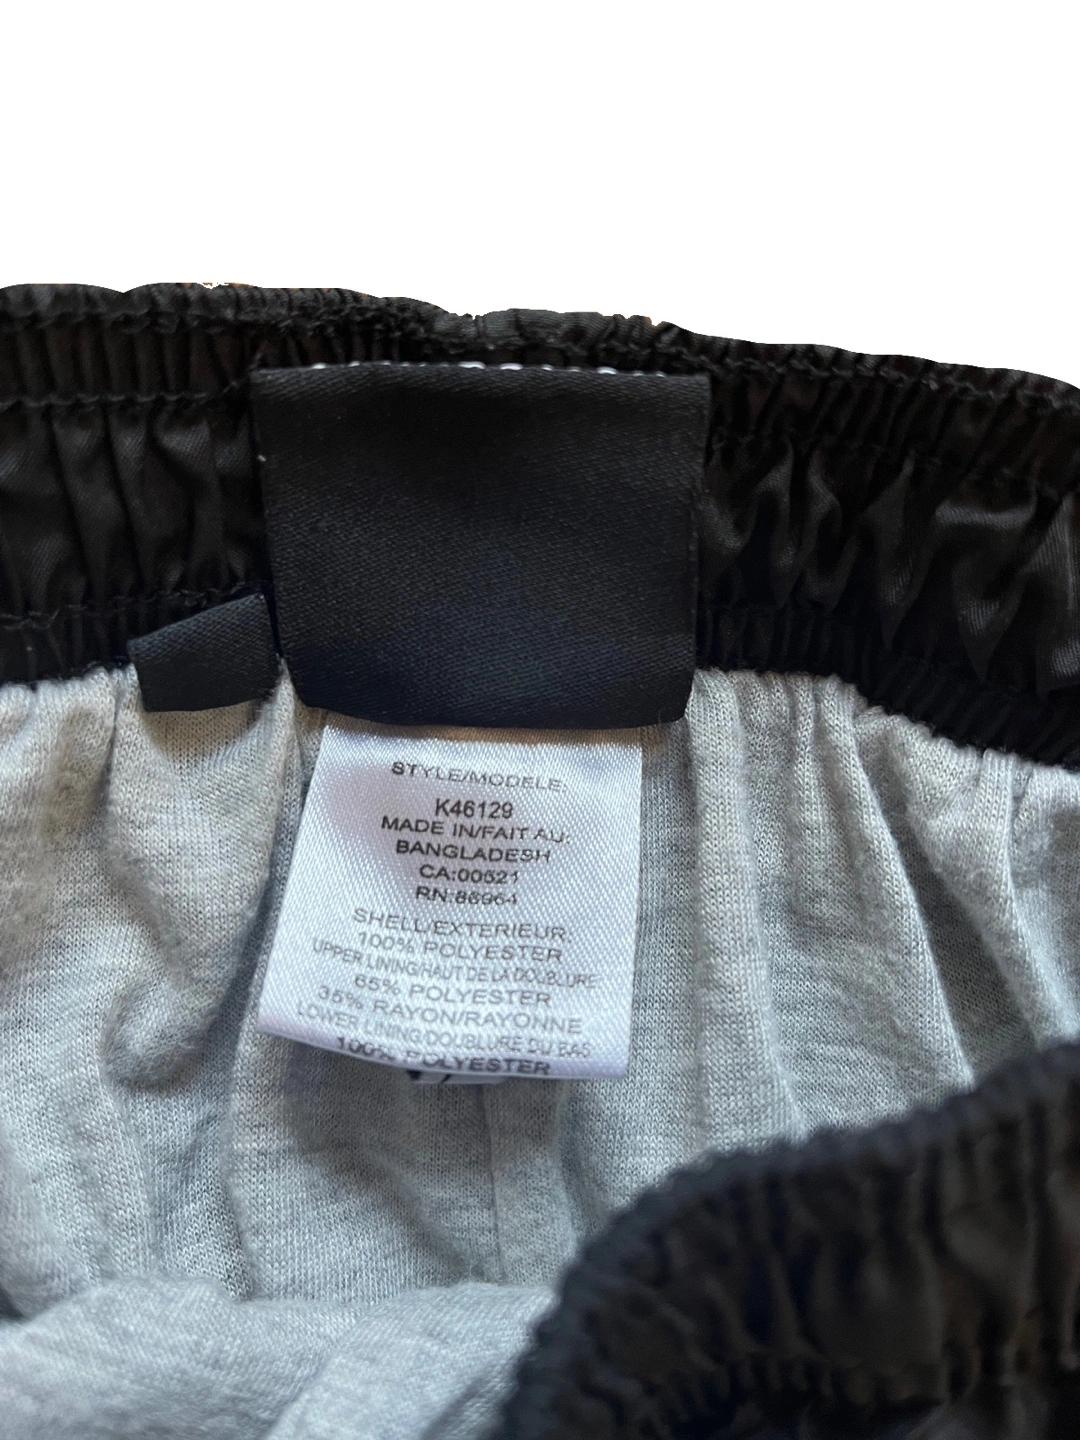 STYLE/MODELE:
K46129
MADE IN/FAIT AU:
BANGLADESH
CA:00521
RN:86964
SHELL/EXTERIEUR:
100% POLYESTER
UPPER LINING/HAUT DE LA DOUBLURE
65% POLYESTER
35% RAYON/RAYONNE
LOWER LINING/DOUBLURE DU BAS
100% POLYESTER